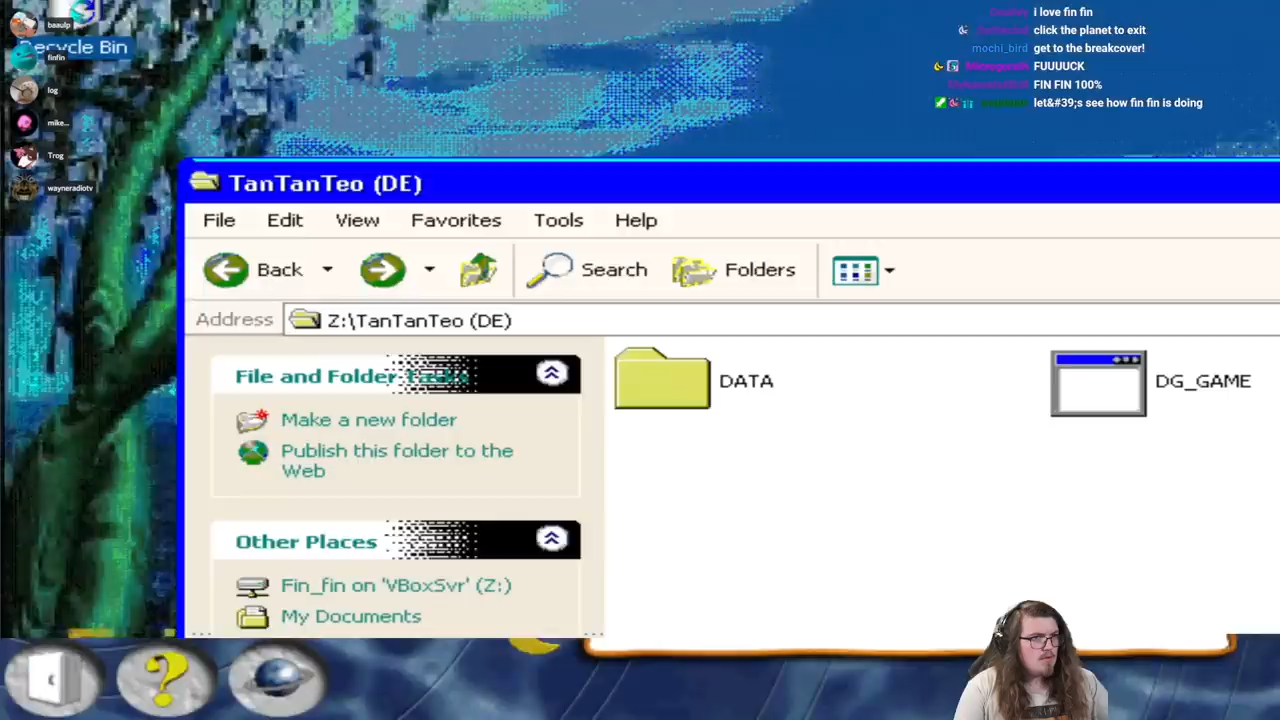 baaulp
Recycle Bin
finfin
log
mike...
Trog
wayneradiotv
i love fin fin
click the planet to exit
mochi_bird get to the breakcover!
FUUUUCK
FIN FIN 100%
let&#39;s see how fin fin is doing
TanTanTeo (DE)
File Edit View Favorites Tools Help
Back Search Folders
Address Z:\TanTanTeo (DE)
File and Folder Tasks
Make a new folder
Publish this folder to the
Web
Other Places
Fin_fin on 'VBoxSvr' (Z:)
My Documents
DATA
DG_GAME
?